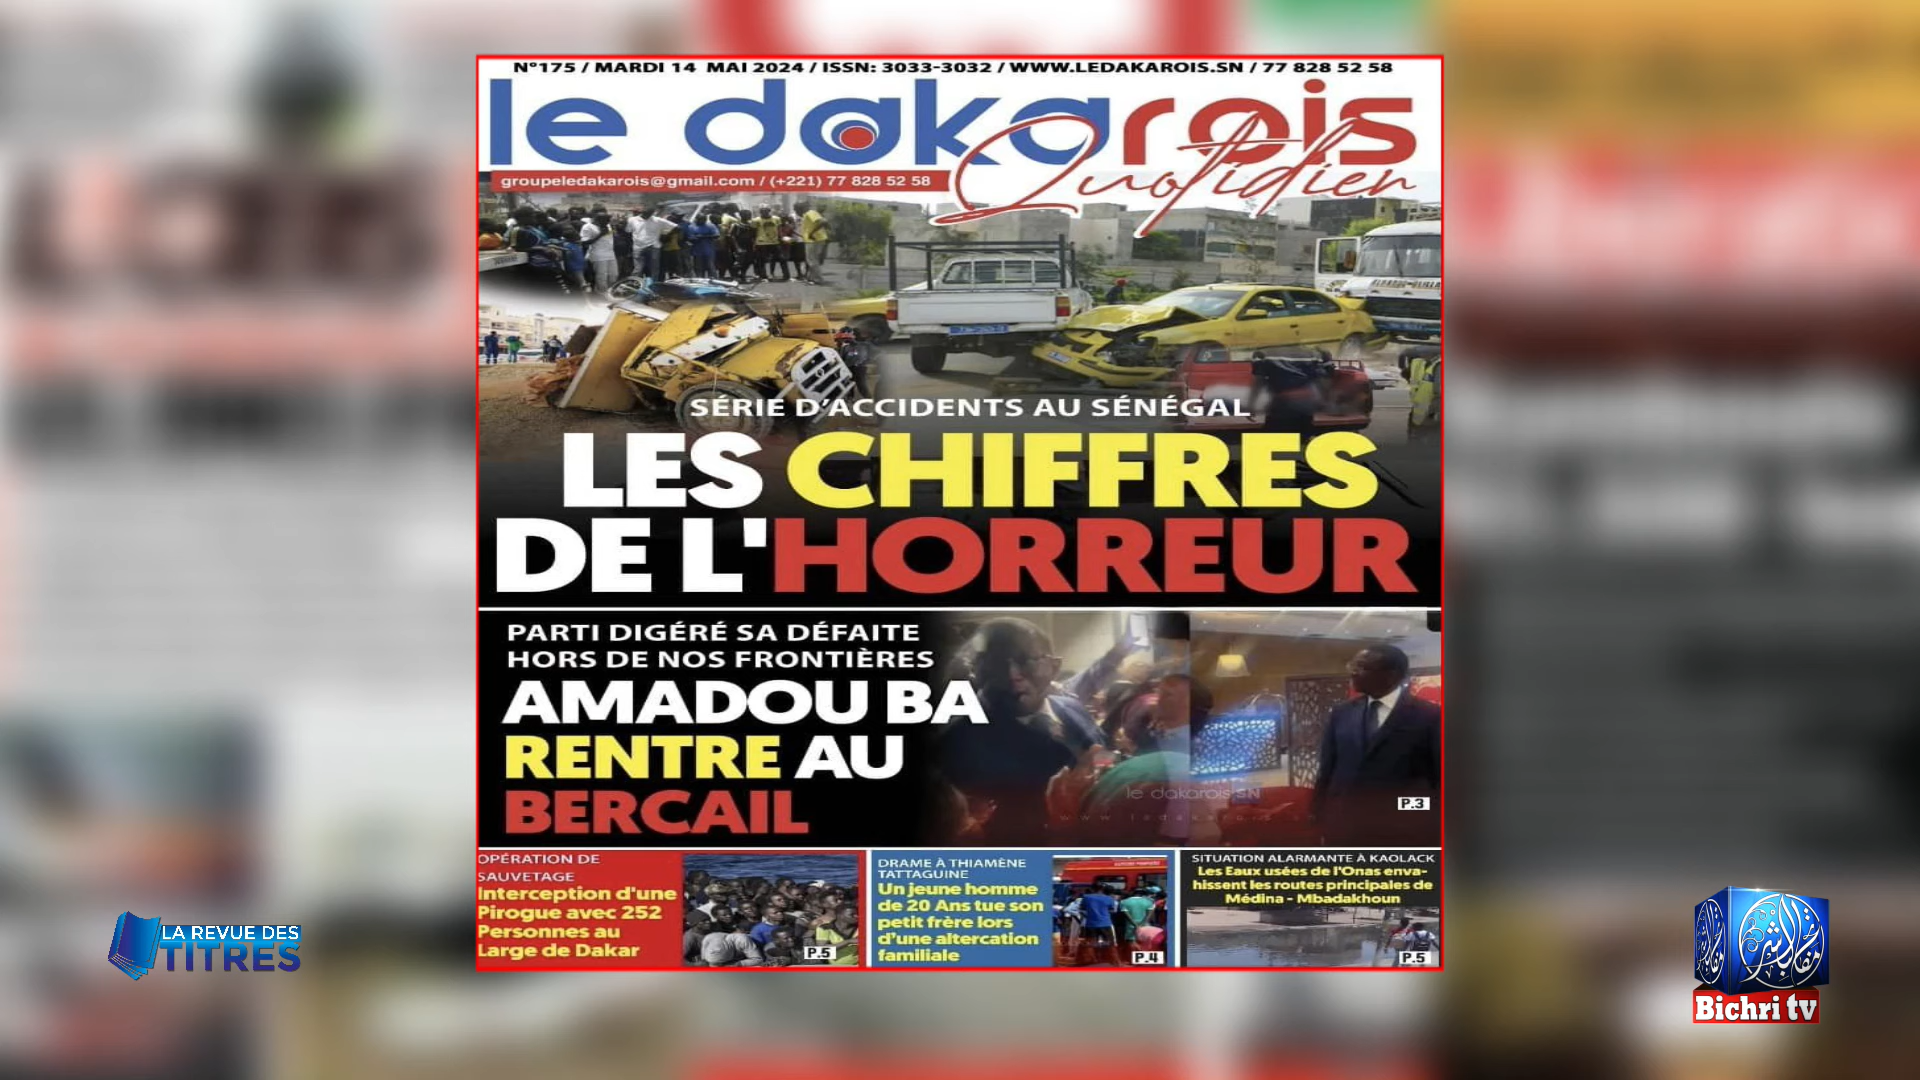 N°175 / MARDI 14 MAI 2024 / ISSN: 3033-3032 / WWW.LEDAKAROIS.SN / 77 828 52 58
le dakarois
Quotidien
groupeledakarois@gmail.com / (+221) 77 828 52 58
SÉRIE D'ACCIDENTS AU SÉNÉGAL
LES CHIFFRES
DE L'HORREUR
PARTI DIGÉRÉ SA DÉFAITE
HORS DE NOS FRONTIÈRES
AMADOU BA
RENTRE AU
BERCAIL
le dakarois SN
P.3
OPÉRATION DE
SAUVETAGE
Interception d'une
Pirogue avec 252
Personnes au
Large de Dakar
P.5
DRAME À THIAMÈNE
TATTAGUINE
Un jeune homme
de 20 Ans tue son
petit frère lors
d'une altercation
familiale
P.4
SITUATION ALARMANTE À KAOLACK
Les Eaux usées de l'Onas enva-
hissent les routes principales de
Médina - Mbadakhoun
P.5
LA REVUE DES
TITRES
Bichri tv